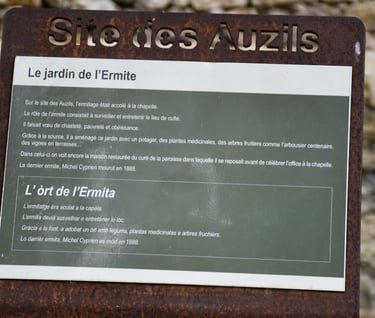 Site des Auzils
Le jardin de l'Ermite
Sur le site des Auzils, l'ermitage était accolé à la chapelle.
Le rôle de l'ermite consistait à surveiller et entretenir le lieu de culte.
Il faisait vœu de chasteté, pauvreté et obéissance.
Grâce à la source, il a aménagé ce jardin avec un potager, des plantes médicinales, des arbres fruitiers comme l'arbousier centenaire,
des vignes en terrasses...
Dans celui-ci on voit encore la maison restaurée du curé de la paroisse dans laquelle il se reposait avant de célébrer l'office à la chapelle.
Le dernier ermite, Michel Cyprien mourut en 1888.
L'òrt de l'Ermita
L'ermitatge èra acolat a la capèla.
L'ermita deviá susvelhar e entretener lo lòc.
Gràcia a la font, a adobat un òrt amb legums, plantas medicinalas e arbres fruchièrs.
Lo darrièr ermita, Michel Cyprien es mòrt en 1888.